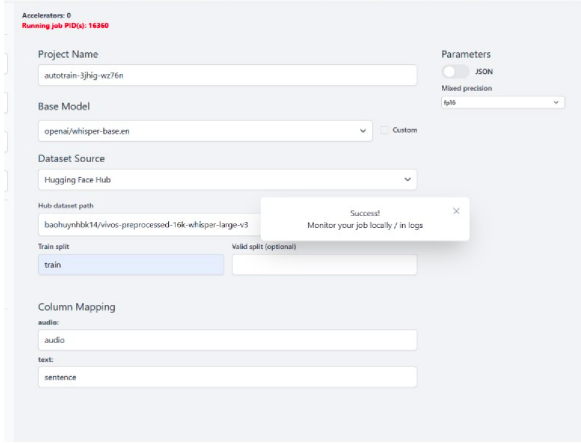 Accelerators: 0
Running job PID(s): 16360
Project Name
autotrain-3jhig-wz76n
Base Model
openai/whisper-base.en
Custom
Dataset Source
Hugging Face Hub
Hub dataset path
baohuynhbk14/vivos-preprocessed-16k-whisper-large-v3
Train split
Valid split (optional)
train
Column Mapping
audio:
audio
text:
sentence
Success!
Monitor your job locally / in logs
Parameters
JSON
Mixed precision
fp16